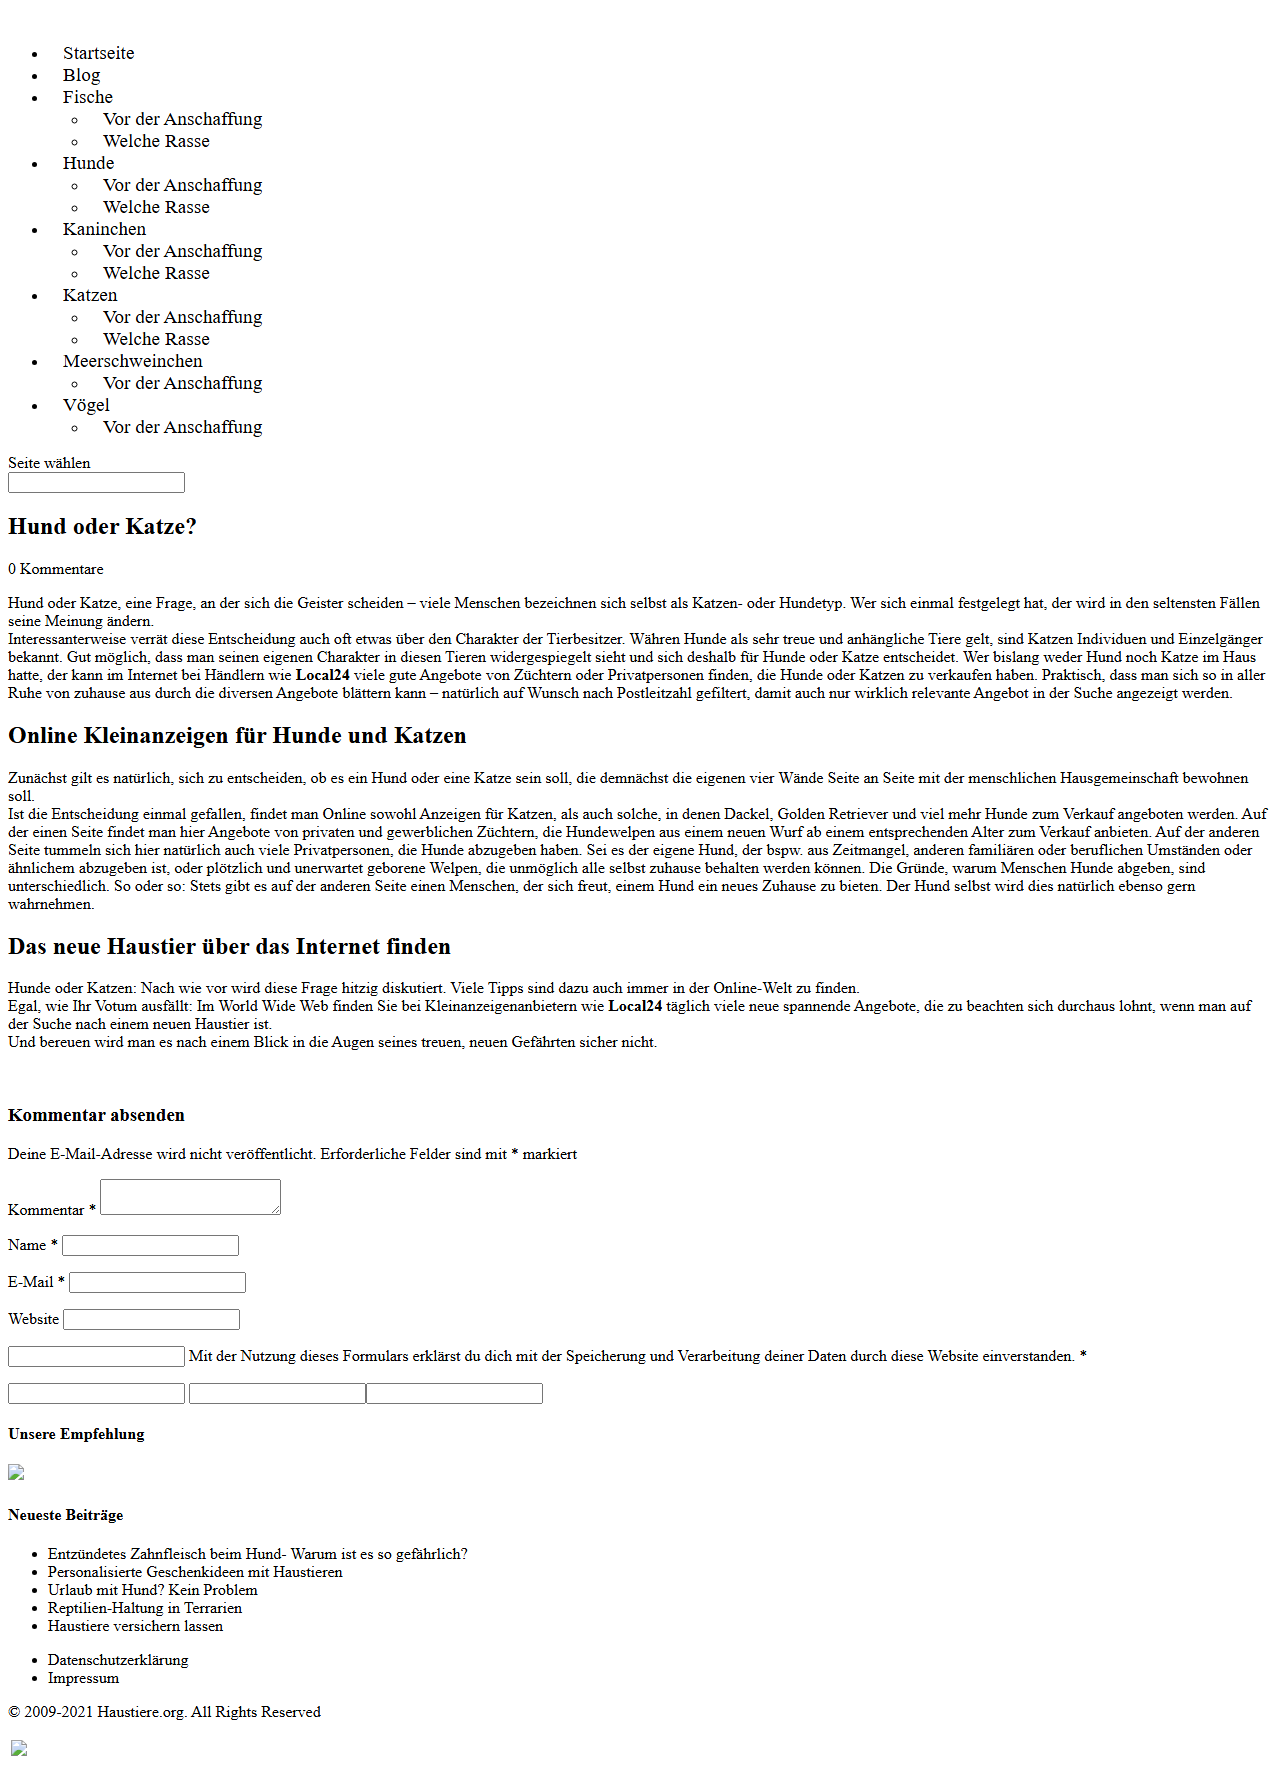 Startseite
Blog
Fische
Vor der Anschaffung
Welche Rasse
Hunde
Vor der Anschaffung
Welche Rasse
Kaninchen
Vor der Anschaffung
Welche Rasse
Katzen
Vor der Anschaffung
Welche Rasse
Meerschweinchen
Vor der Anschaffung
Vögel
Vor der Anschaffung
Seite wählen
Hund oder Katze?
0 Kommentare
Hund oder Katze, eine Frage, an der sich die Geister scheiden – viele Menschen bezeichnen sich selbst als Katzen- oder Hundetyp. Wer sich einmal festgelegt hat, der wird in den seltensten Fällen
seine Meinung ändern.
Interessanterweise verrät diese Entscheidung auch oft etwas über den Charakter der Tierbesitzer. Währen Hunde als sehr treue und anhängliche Tiere gelt, sind Katzen Individuen und Einzelgänger
bekannt. Gut möglich, dass man seinen eigenen Charakter in diesen Tieren widergespiegelt sieht und sich deshalb für Hunde oder Katze entscheidet. Wer bislang weder Hund noch Katze im Haus
hatte, der kann im Internet bei Händlern wie Local24 viele gute Angebote von Züchtern oder Privatpersonen finden, die Hunde oder Katzen zu verkaufen haben. Praktisch, dass man sich so in aller
Ruhe von zuhause aus durch die diversen Angebote blättern kann – natürlich auf Wunsch nach Postleitzahl gefiltert, damit auch nur wirklich relevante Angebot in der Suche angezeigt werden.
Online Kleinanzeigen für Hunde und Katzen
Zunächst gilt es natürlich, sich zu entscheiden, ob es ein Hund oder eine Katze sein soll, die demnächst die eigenen vier Wände Seite an Seite mit der menschlichen Hausgemeinschaft bewohnen
soll.
Ist die Entscheidung einmal gefallen, findet man Online sowohl Anzeigen für Katzen, als auch solche, in denen Dackel, Golden Retriever und viel mehr Hunde zum Verkauf angeboten werden. Auf
der einen Seite findet man hier Angebote von privaten und gewerblichen Züchtern, die Hundewelpen aus einem neuen Wurf ab einem entsprechenden Alter zum Verkauf anbieten. Auf der anderen
Seite tummeln sich hier natürlich auch viele Privatpersonen, die Hunde abzugeben haben. Sei es der eigene Hund, der bspw. aus Zeitmangel, anderen familiären oder beruflichen Umständen oder
ähnlichem abzugeben ist, oder plötzlich und unerwartet geborene Welpen, die unmöglich alle selbst zuhause behalten werden können. Die Gründe, warum Menschen Hunde abgeben, sind
unterschiedlich. So oder so: Stets gibt es auf der anderen Seite einen Menschen, der sich freut, einem Hund ein neues Zuhause zu bieten. Der Hund selbst wird dies natürlich ebenso gern
wahrnehmen.
Das neue Haustier über das Internet finden
Hunde oder Katzen: Nach wie vor wird diese Frage hitzig diskutiert. Viele Tipps sind dazu auch immer in der Online-Welt zu finden.
Egal, wie Ihr Votum ausfällt: Im World Wide Web finden Sie bei Kleinanzeigenanbietern wie Local24 täglich viele neue spannende Angebote, die zu beachten sich durchaus lohnt, wenn man auf
der Suche nach einem neuen Haustier ist.
Und bereuen wird man es nach einem Blick in die Augen seines treuen, neuen Gefährten sicher nicht.
Kommentar absenden
Deine E-Mail-Adresse wird nicht veröffentlicht. Erforderliche Felder sind mit * markiert
Kommentar *
Name *
E-Mail *
Website
Mit der Nutzung dieses Formulars erklärst du dich mit der Speicherung und Verarbeitung deiner Daten durch diese Website einverstanden. *
Unsere Empfehlung
Neueste Beiträge
Entzündetes Zahnfleisch beim Hund- Warum ist es so gefährlich?
Personalisierte Geschenkideen mit Haustieren
Urlaub mit Hund? Kein Problem
Reptilien-Haltung in Terrarien
Haustiere versichern lassen
Datenschutzerklärung
Impressum
© 2009-2021 Haustiere.org. All Rights Reserved